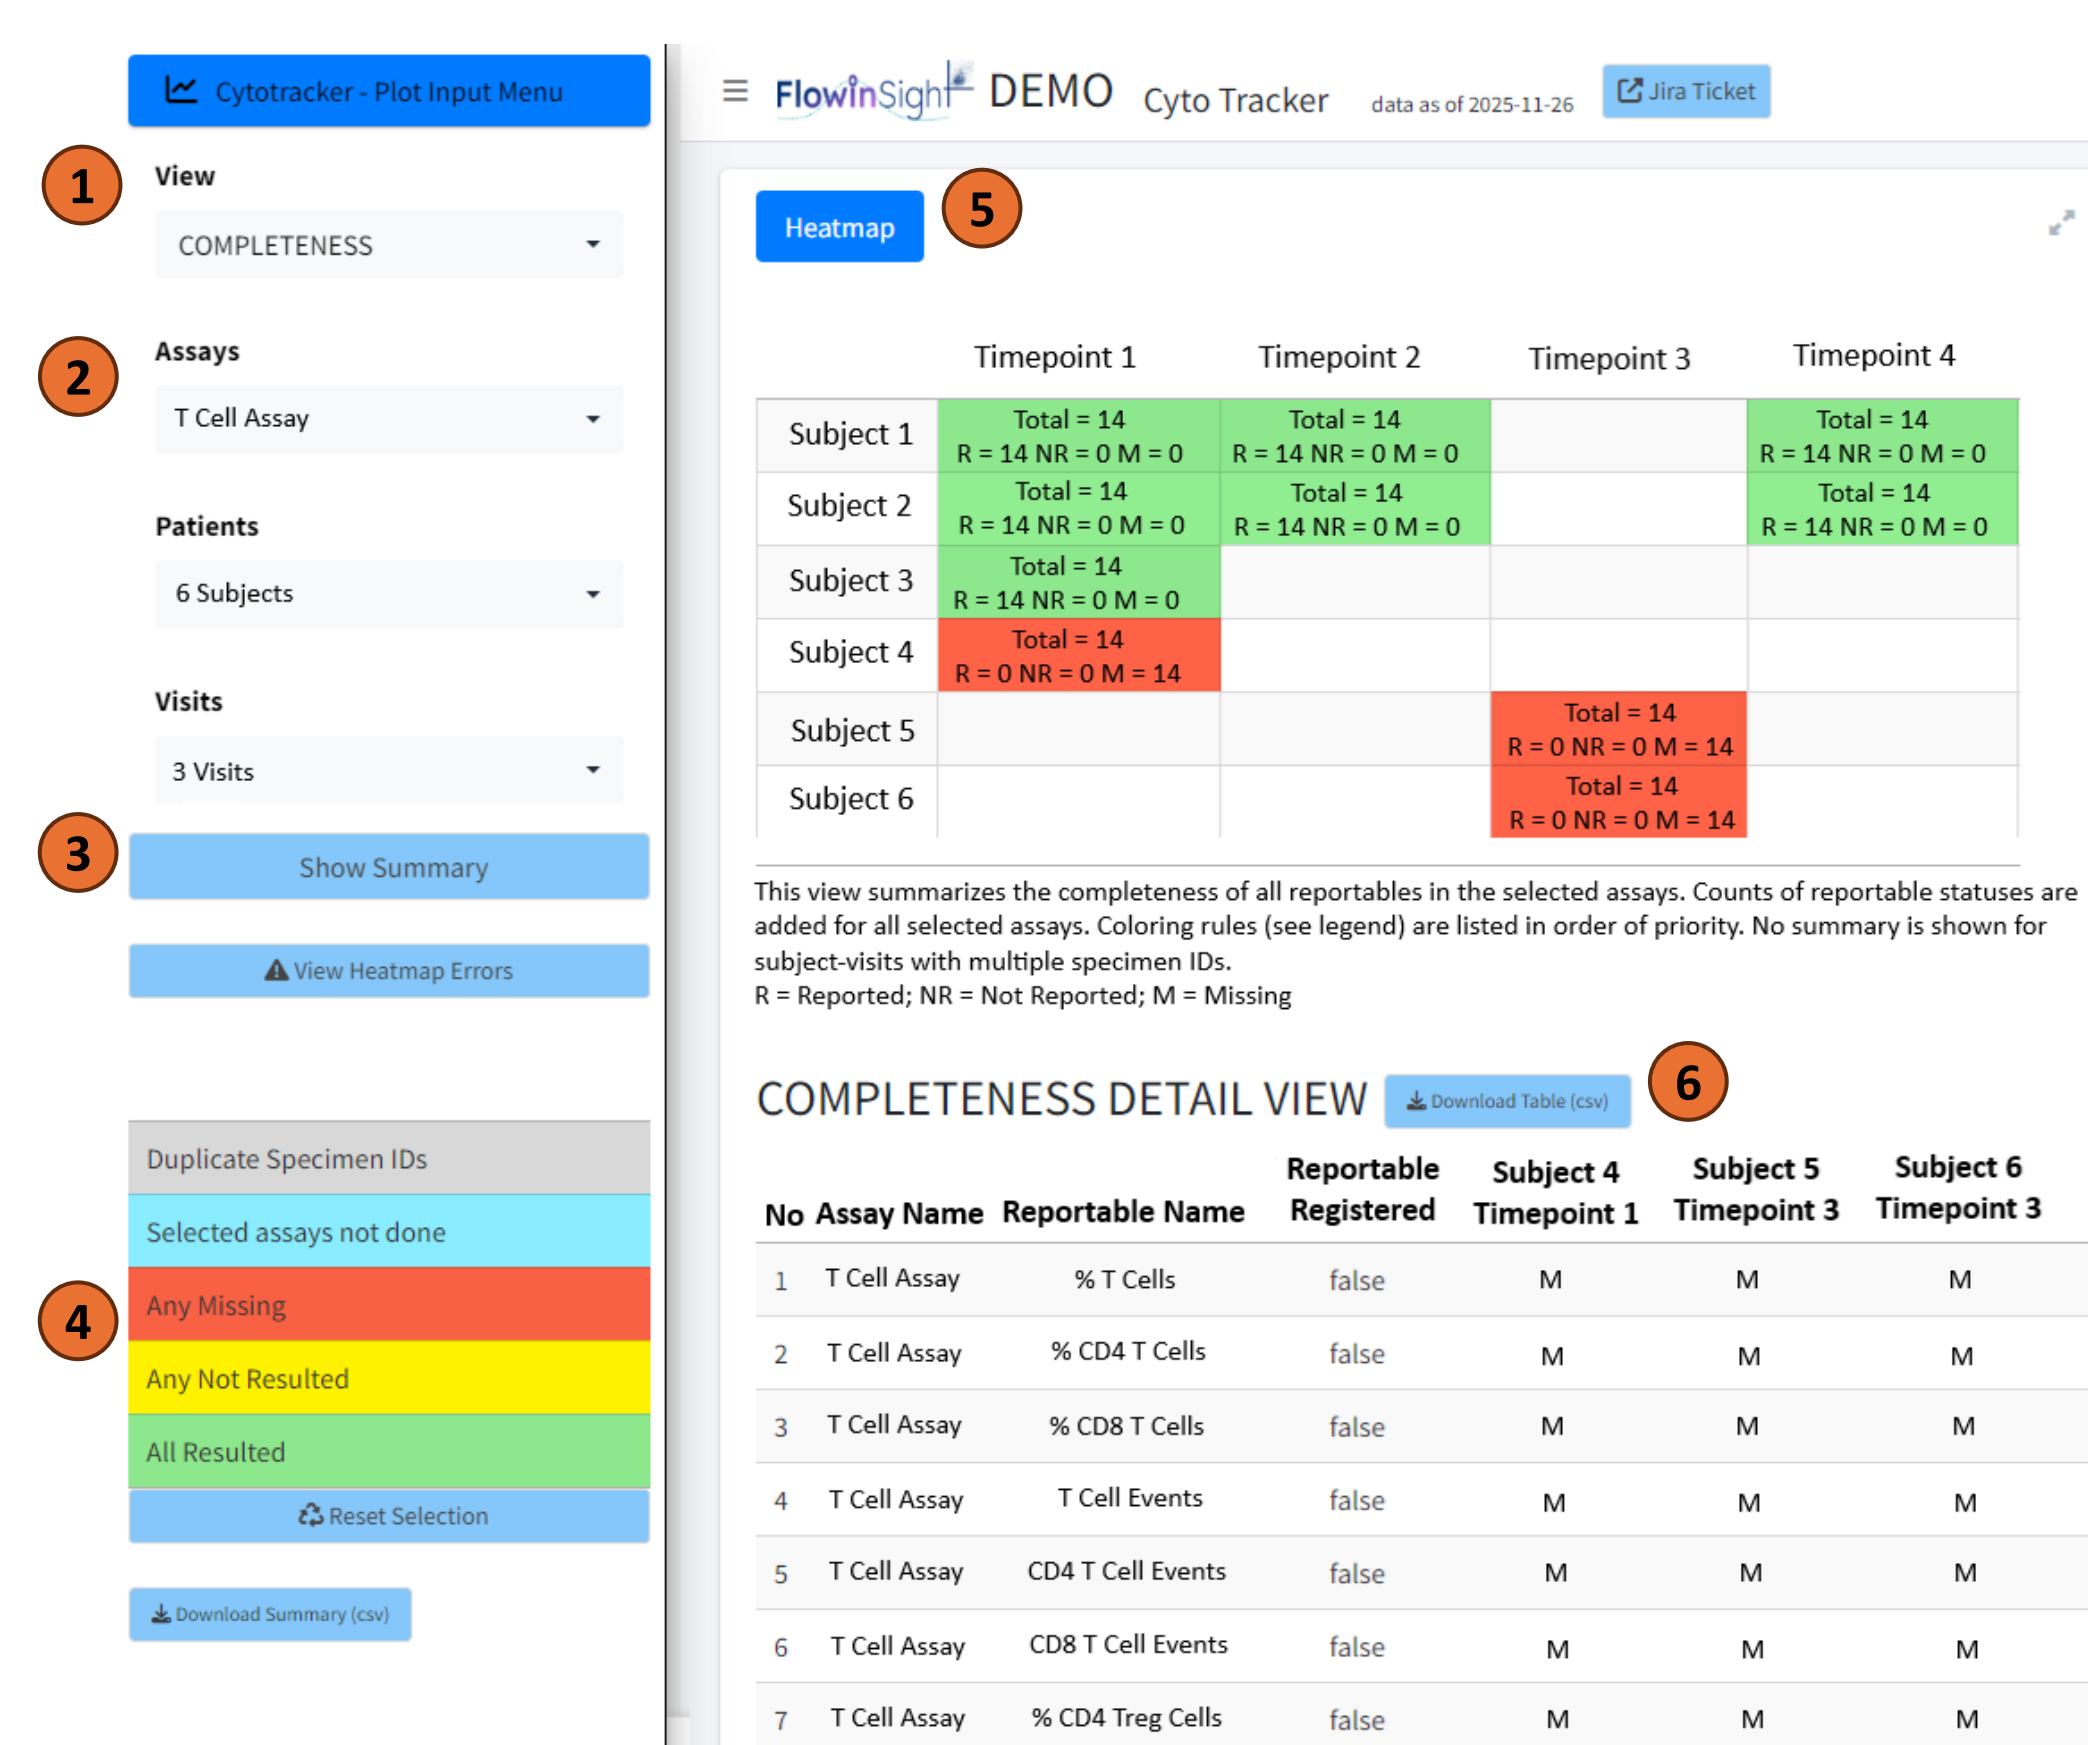 Cytotracker - Plot Input Menu
1
View
COMPLETENESS
2
Assays
T Cell Assay
Patients
6 Subjects
Visits
3 Visits
3
Show Summary
View Heatmap Errors
Duplicate Specimen IDs
Selected assays not done
4
Any Missing
Any Not Resulted
All Resulted
Reset Selection
Download Summary (csv)
FlowinSight DEMO Cyto Tracker data as of 2025-11-26 Jira Ticket
Heatmap
5
Timepoint 1 Timepoint 2 Timepoint 3 Timepoint 4
Subject 1
Total = 14
R = 14 NR = 0 M = 0
Total = 14
R = 14 NR = 0 M = 0
Total = 14
R = 14 NR = 0 M = 0
Subject 2
Total = 14
R = 14 NR = 0 M = 0
Total = 14
R = 14 NR = 0 M = 0
Total = 14
R = 14 NR = 0 M = 0
Subject 3
Total = 14
R = 14 NR = 0 M = 0
Subject 4
Total = 14
R = 0 NR = 0 M = 14
Subject 5
Total = 14
R = 0 NR = 0 M = 14
Subject 6
Total = 14
R = 0 NR = 0 M = 14
This view summarizes the completeness of all reportables in the selected assays. Counts of reportable statuses are
added for all selected assays. Coloring rules (see legend) are listed in order of priority. No summary is shown for
subject-visits with multiple specimen IDs.
R = Reported; NR = Not Reported; M = Missing
COMPLETENESS DETAIL VIEW Download Table (csv)
6
No Assay Name Reportable Name Reportable Registered Subject 4 Timepoint 1 Subject 5 Timepoint 3 Subject 6 Timepoint 3
1 T Cell Assay % T Cells false M M M
2 T Cell Assay % CD4 T Cells false M M M
3 T Cell Assay % CD8 T Cells false M M M
4 T Cell Assay T Cell Events false M M M
5 T Cell Assay CD4 T Cell Events false M M M
6 T Cell Assay CD8 T Cell Events false M M M
7 T Cell Assay % CD4 Treg Cells false M M M